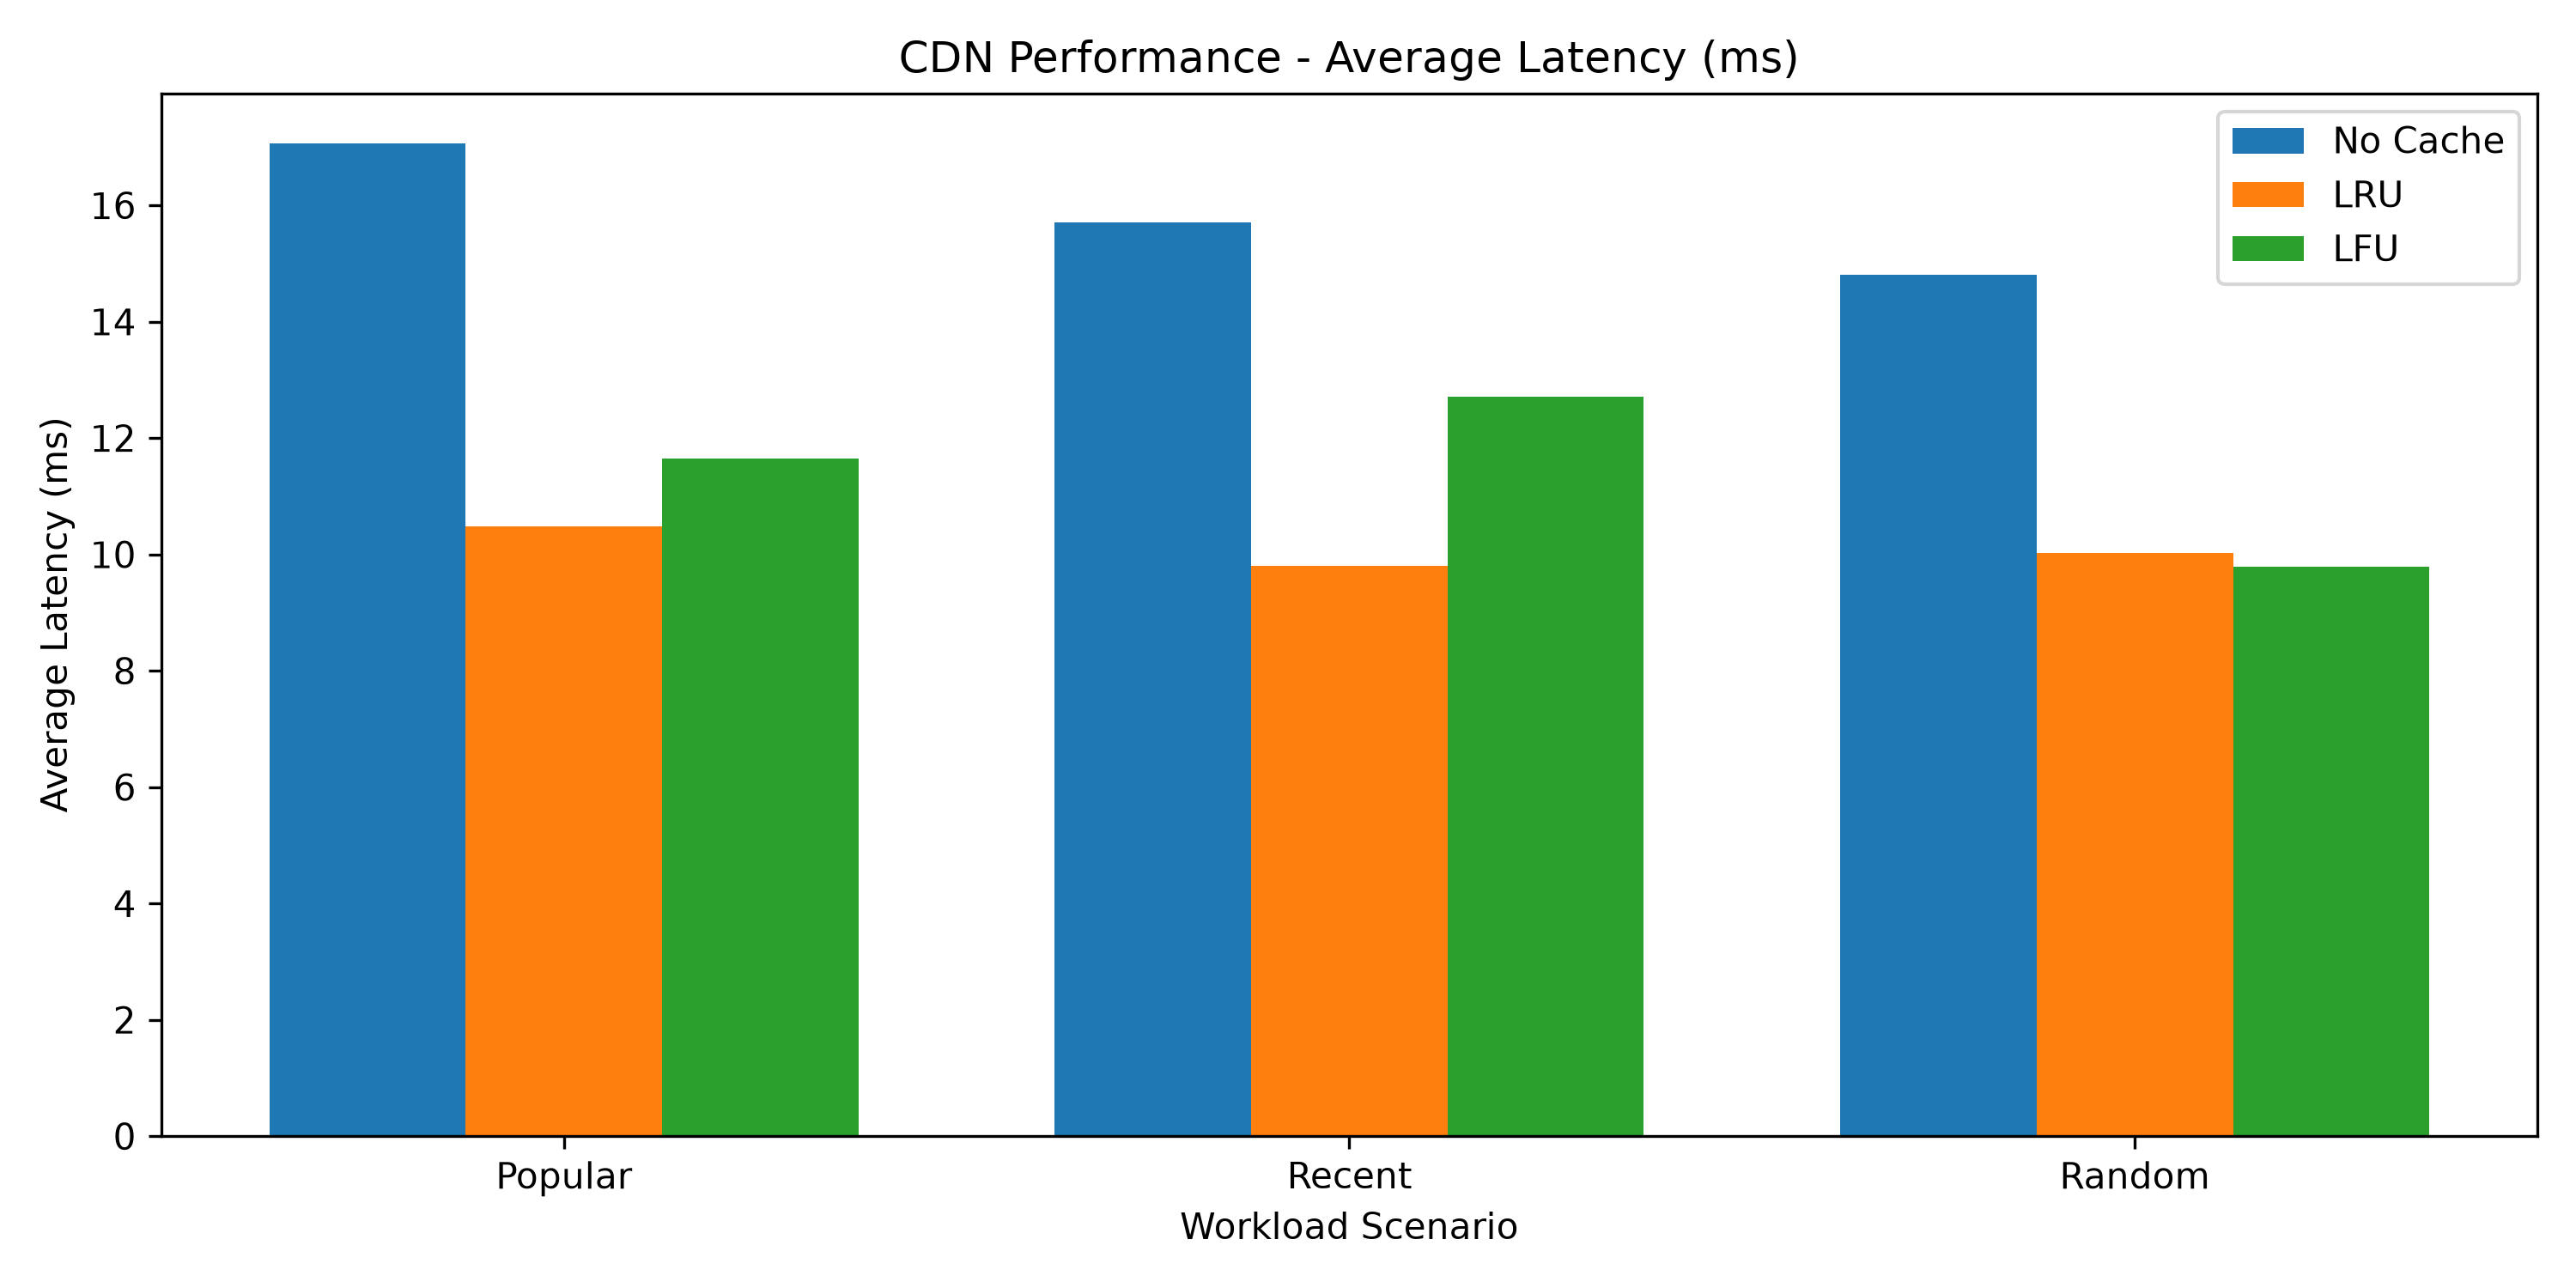 CDN Performance - Average Latency (ms)
No Cache
LRU
LFU
Average Latency (ms)
16
14
12
10
8
6
4
2
0
Popular
Recent
Random
Workload Scenario